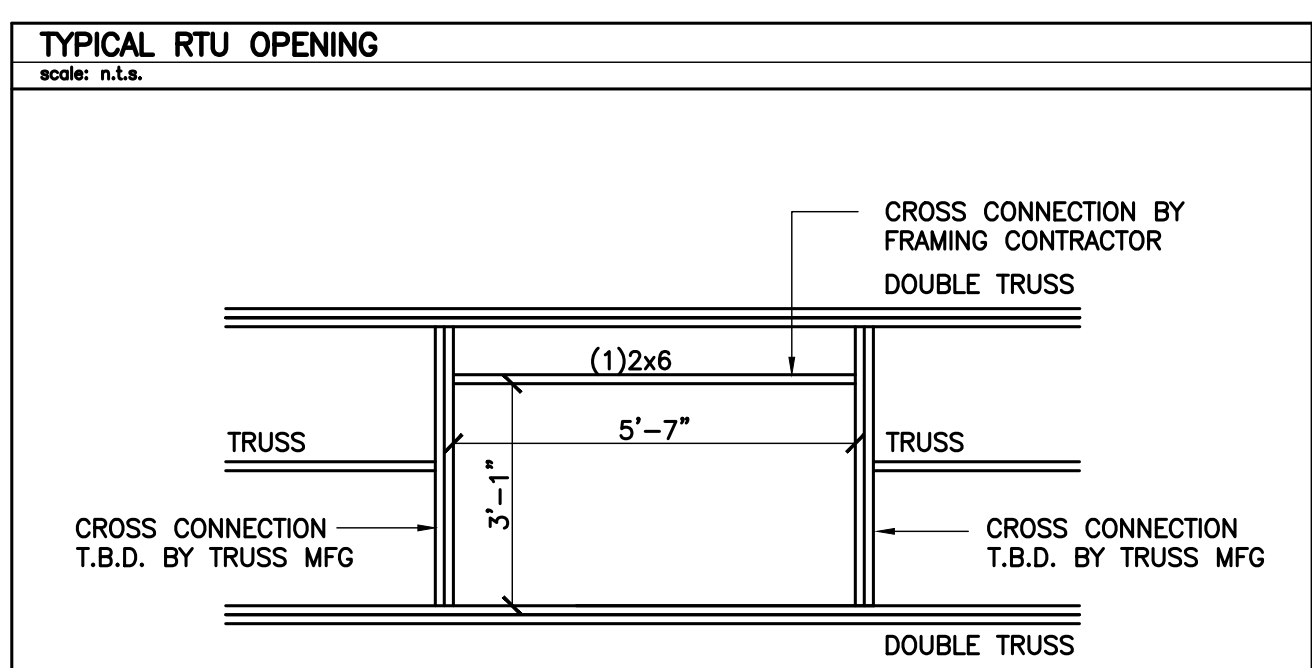 TYPICAL RTU OPENING
scale: n.t.s.
CROSS CONNECTION BY
FRAMING CONTRACTOR
DOUBLE TRUSS
(1)2x6
5'-7"
TRUSS
TRUSS
3'-1"
CROSS CONNECTION
T.B.D. BY TRUSS MFG
CROSS CONNECTION
T.B.D. BY TRUSS MFG
DOUBLE TRUSS